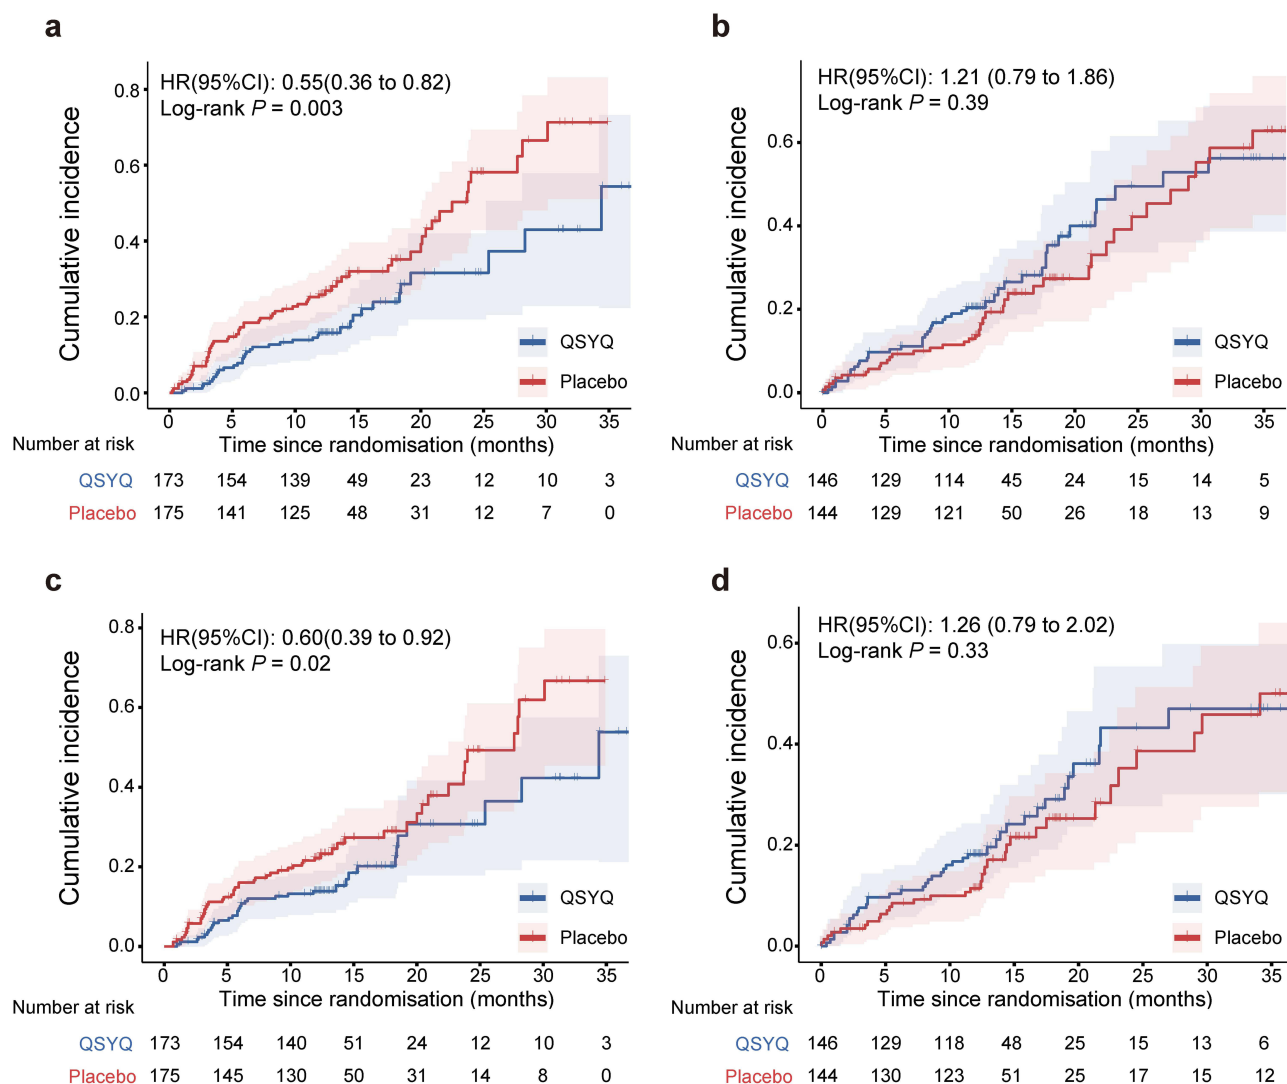 a
HR(95%CI): 0.55(0.36 to 0.82)
Log-rank P = 0.003
Cumulative incidence
0.8
0.6
0.4
0.2
0.0
QSYQ
Placebo
0 5 10 15 20 25 30 35
Number at risk
Time since randomisation (months)
QSYQ 173 154 139 49 23 12 10 3
Placebo 175 141 125 48 31 12 7 0
b
HR(95%CI): 1.21 (0.79 to 1.86)
Log-rank P = 0.39
Cumulative incidence
0.6
0.4
0.2
0.0
QSYQ
Placebo
0 5 10 15 20 25 30 35
Number at risk
Time since randomisation (months)
QSYQ 146 129 114 45 24 15 14 5
Placebo 144 129 121 50 26 18 13 9
c
HR(95%CI): 0.60(0.39 to 0.92)
Log-rank P = 0.02
Cumulative incidence
0.8
0.6
0.4
0.2
0.0
QSYQ
Placebo
0 5 10 15 20 25 30 35
Number at risk
Time since randomisation (months)
QSYQ 173 154 140 51 24 12 10 3
Placebo 175 145 130 50 31 14 8 0
d
HR(95%CI): 1.26 (0.79 to 2.02)
Log-rank P = 0.33
Cumulative incidence
0.6
0.4
0.2
0.0
QSYQ
Placebo
0 5 10 15 20 25 30 35
Number at risk
Time since randomisation (months)
QSYQ 146 129 118 48 25 15 13 6
Placebo 144 130 123 51 25 17 15 12